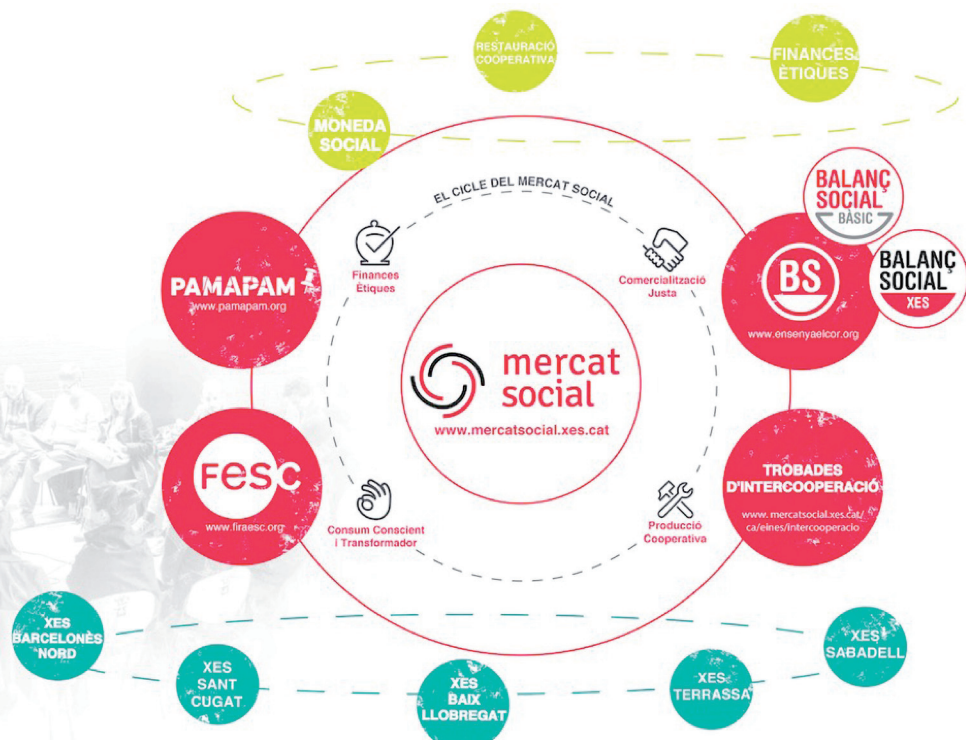 RESTAURACIÓ
COOPERATIVA
FINANCES
ÈTIQUES
MONEDA
SOCIAL
EL CICLE DEL MERCAT SOCIAL
BALANÇ
SOCIAL
BÀSIC
PAMAPAM
www.pamapam.org
Finances
Ètiques
Comercialització
Justa
BS
www.ensenyaelcor.org
BALANÇ
SOCIAL
XES
mercat
social
www.mercatsocial.xes.cat
FESC
www.firaesc.org
Consum Conscient
i Transformador
Producció
Cooperativa
TROBADES
D'INTERCOOPERACIÓ
www. mercatsocial.xes.cat/
ca/eines/intercooperacio
XES
BARCELONÈS
NORD
XES
SANT
CUGAT
XES
BAIX
LLOBREGAT
XES
TERRASSA
XES
SABADELL